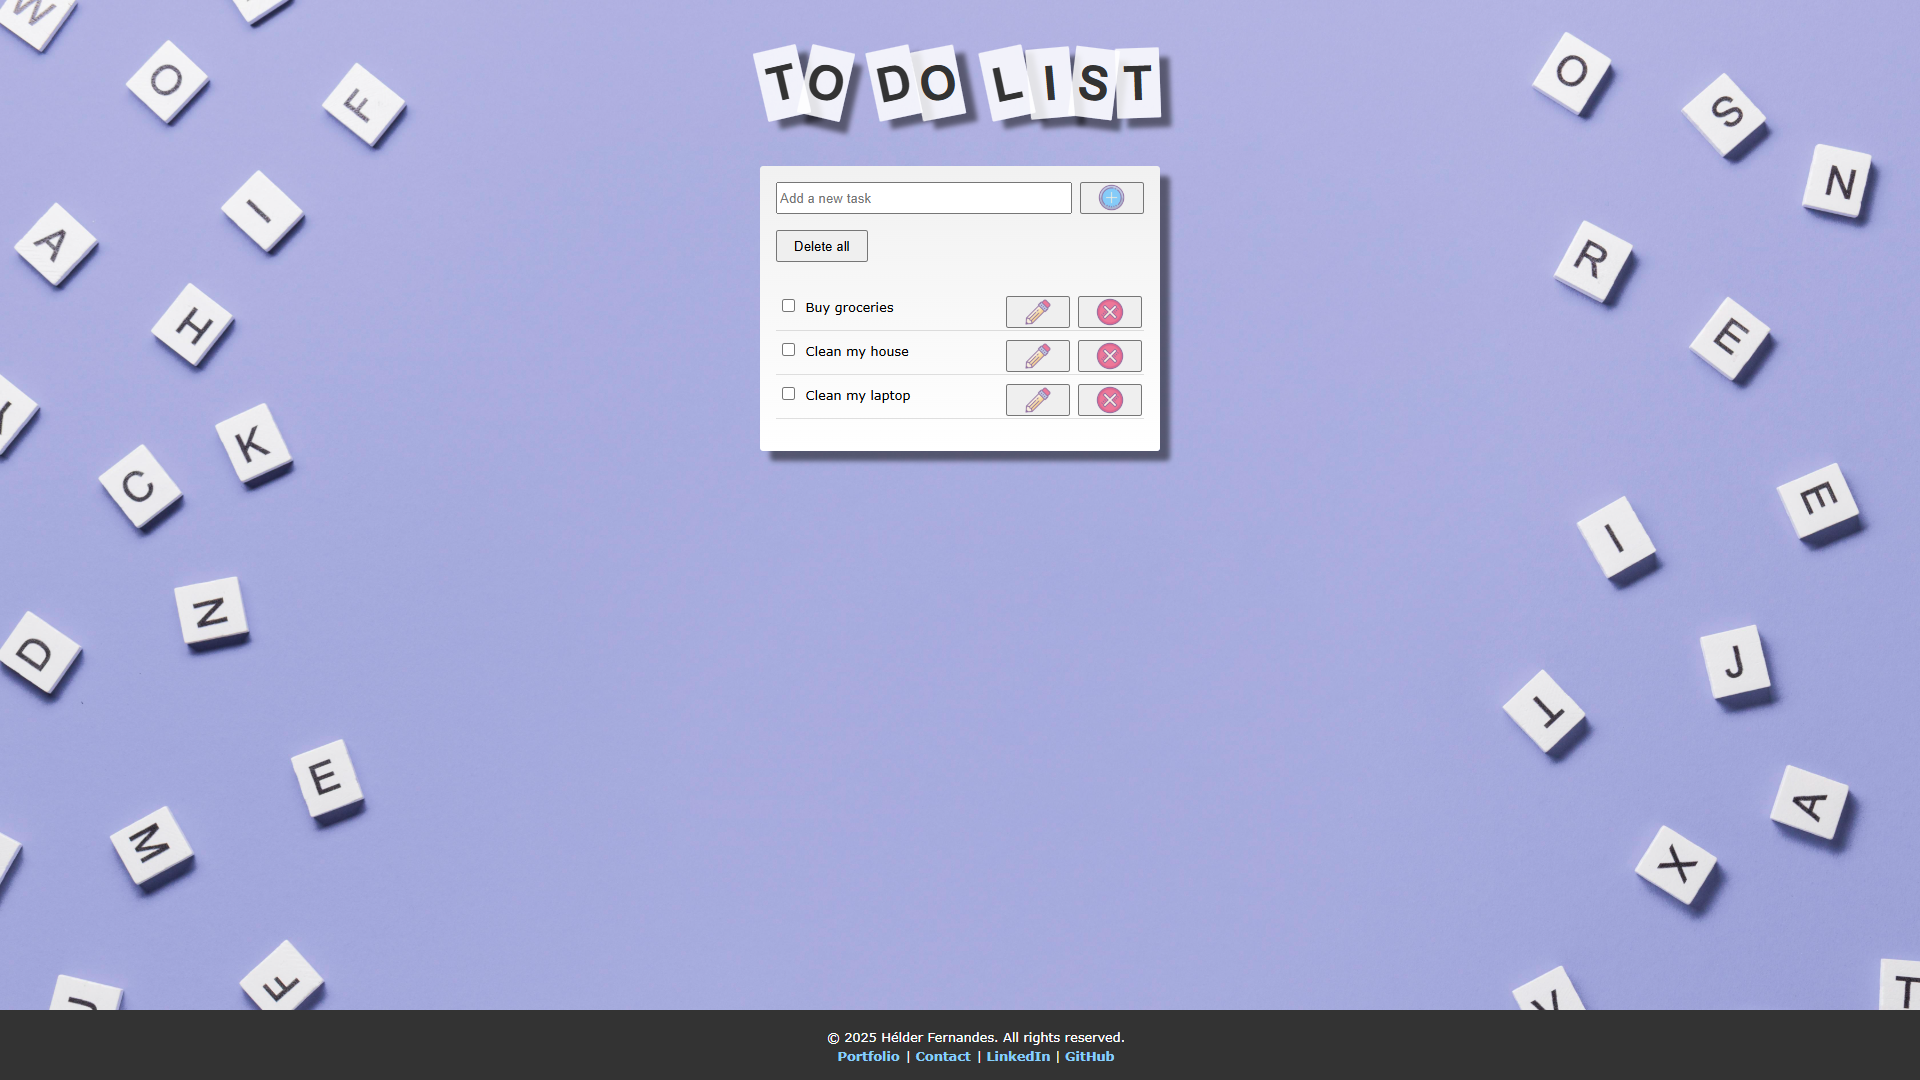 TO DO LIST
Add a new task
Delete all
Buy groceries
Clean my house
Clean my laptop
© 2025 Hélder Fernandes. All rights reserved.
Portfolio | Contact | LinkedIn | GitHub
W
O
F
I
A
H
Y
K
C
N
D
E
M
F
U
O
S
N
R
E
E
I
J
T
A
X
V
T